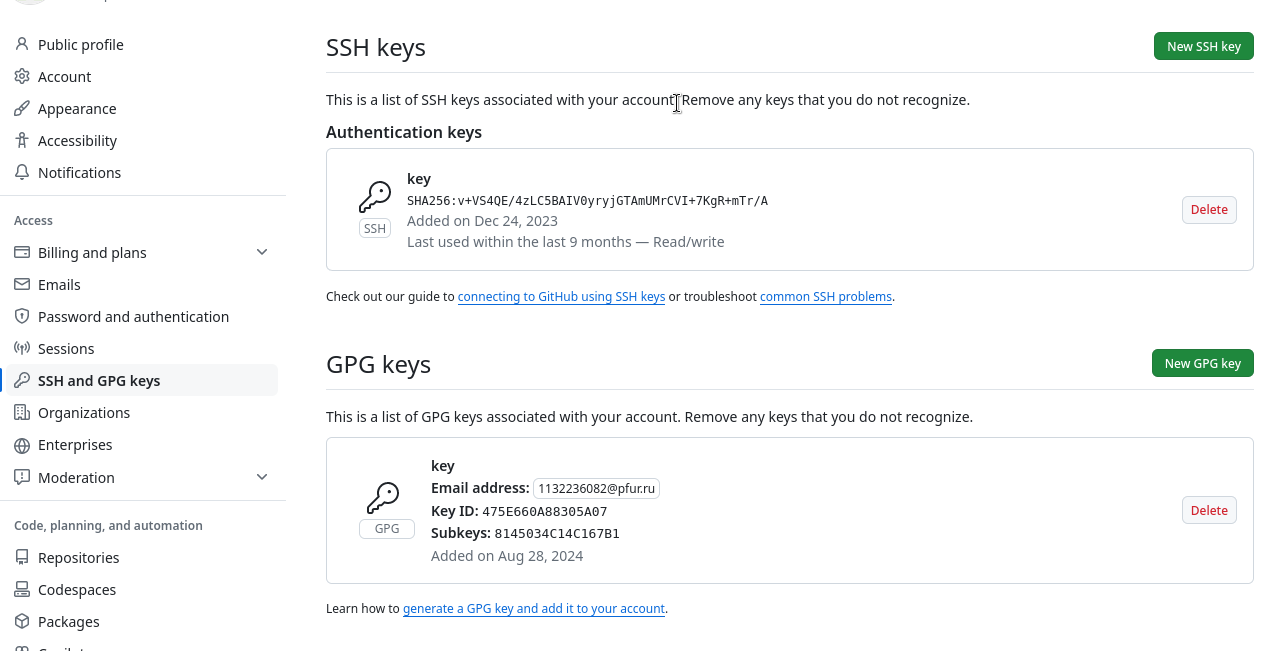 Public profile
Account
Appearance
Accessibility
Notifications
Access
Billing and plans
Emails
Password and authentication
Sessions
SSH and GPG keys
Organizations
Enterprises
Moderation
Code, planning, and automation
Repositories
Codespaces
Packages
SSH keys
New SSH key
This is a list of SSH keys associated with your account. Remove any keys that you do not recognize.
Authentication keys
key
SHA256:v+VS4QE/4zLC5BAIV0yryjGTAmUMrCVI+7KgR+mTr/A
SSH
Added on Dec 24, 2023
Last used within the last 9 months — Read/write
Delete
Check out our guide to connecting to GitHub using SSH keys or troubleshoot common SSH problems.
GPG keys
New GPG key
This is a list of GPG keys associated with your account. Remove any keys that you do not recognize.
key
Email address: 1132236082@pfur.ru
Key ID: 475E660A88305A07
GPG
Subkeys: 8145034C14C167B1
Added on Aug 28, 2024
Delete
Learn how to generate a GPG key and add it to your account.